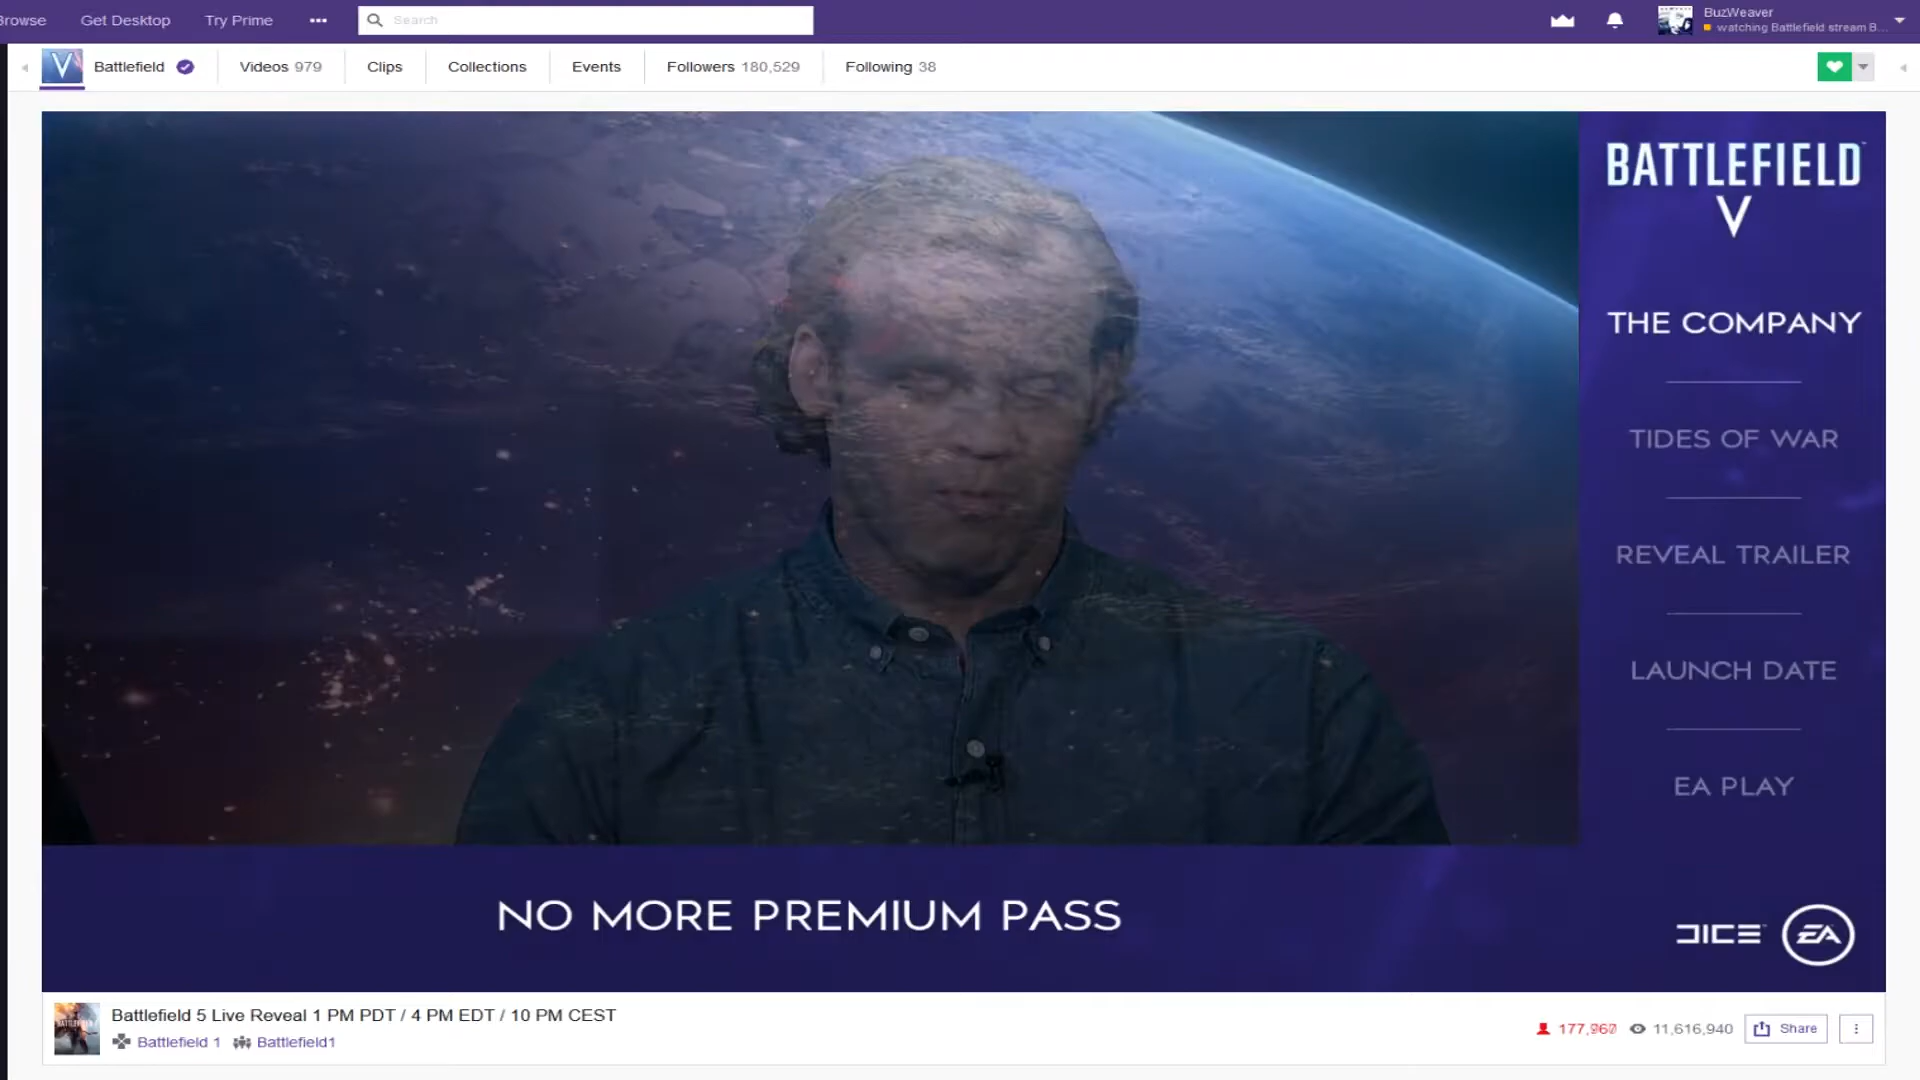 Browse
Get Desktop
Try Prime
Search
BuzWeaver
watching Battlefield stream B...
Battlefield
Videos 979
Clips
Collections
Events
Followers 180,529
Following 38
BATTLEFIELD
V
THE COMPANY
TIDES OF WAR
REVEAL TRAILER
LAUNCH DATE
EA PLAY
NO MORE PREMIUM PASS
DICE EA
Battlefield 5 Live Reveal 1 PM PDT / 4 PM EDT / 10 PM CEST
Battlefield 1
Battlefield1
11,616,940
Share